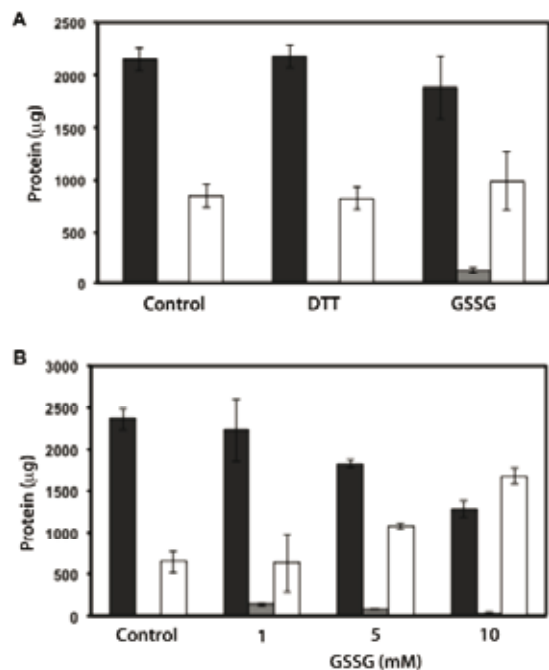 A
Protein (μg)
2500
2000
1500
1000
500
0
Control DTT GSSG
B
Protein (μg)
3000
2500
2000
1500
1000
500
0
Control 1 5 10
GSSG (mM)